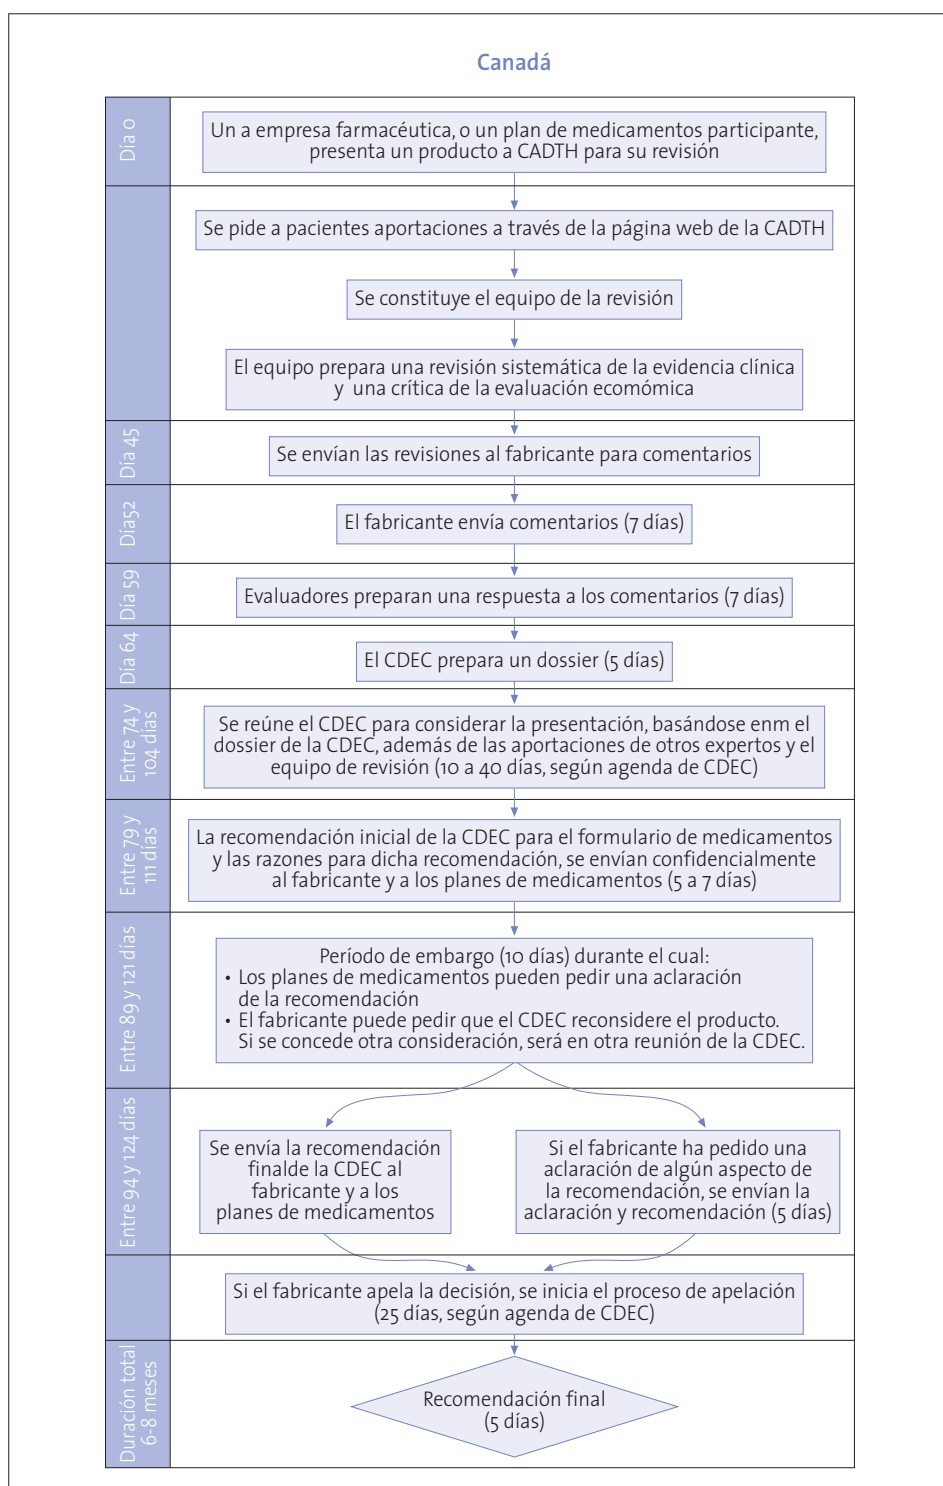 Canadá
Día 0
Un a empresa farmacéutica, o un plan de medicamentos participante,
presenta un producto a CADTH para su revisión
Se pide a pacientes aportaciones a través de la página web de la CADTH
Se constituye el equipo de la revisión
El equipo prepara una revisión sistemática de la evidencia clínica
y una crítica de la evaluación económica
Día 45
Se envían las revisiones al fabricante para comentarios
Día52
El fabricante envía comentarios (7 días)
Día 59
Evaluadores preparan una respuesta a los comentarios (7 días)
Día 64
El CDEC prepara un dossier (5 días)
Entre 74 y
104 días
Se reúne el CDEC para considerar la presentación, basándose enm el
dossier de la CDEC, además de las aportaciones de otros expertos y el
equipo de revisión (10 a 40 días, según agenda de CDEC)
Entre 79 y
111 días
La recomendación inicial de la CDEC para el formulario de medicamentos
y las razones para dicha recomendación, se envían confidencialmente
al fabricante y a los planes de medicamentos (5 a 7 días)
Entre 89 y 121 días
Período de embargo (10 días) durante el cual:
• Los planes de medicamentos pueden pedir una aclaración
de la recomendación
• El fabricante puede pedir que el CDEC reconsidere el producto.
Si se concede otra consideración, será en otra reunión de la CDEC.
Entre 94 y 124 días
Se envía la recomendación
finalde la CDEC al
fabricante y a los
planes de medicamentos
Si el fabricante ha pedido una
aclaración de algún aspecto de
la recomendación, se envían la
aclaración y recomendación (5 días)
Si el fabricante apela la decisión, se inicia el proceso de apelación
(25 días, según agenda de CDEC)
Duración total
6-8 meses
Recomendación final
(5 días)